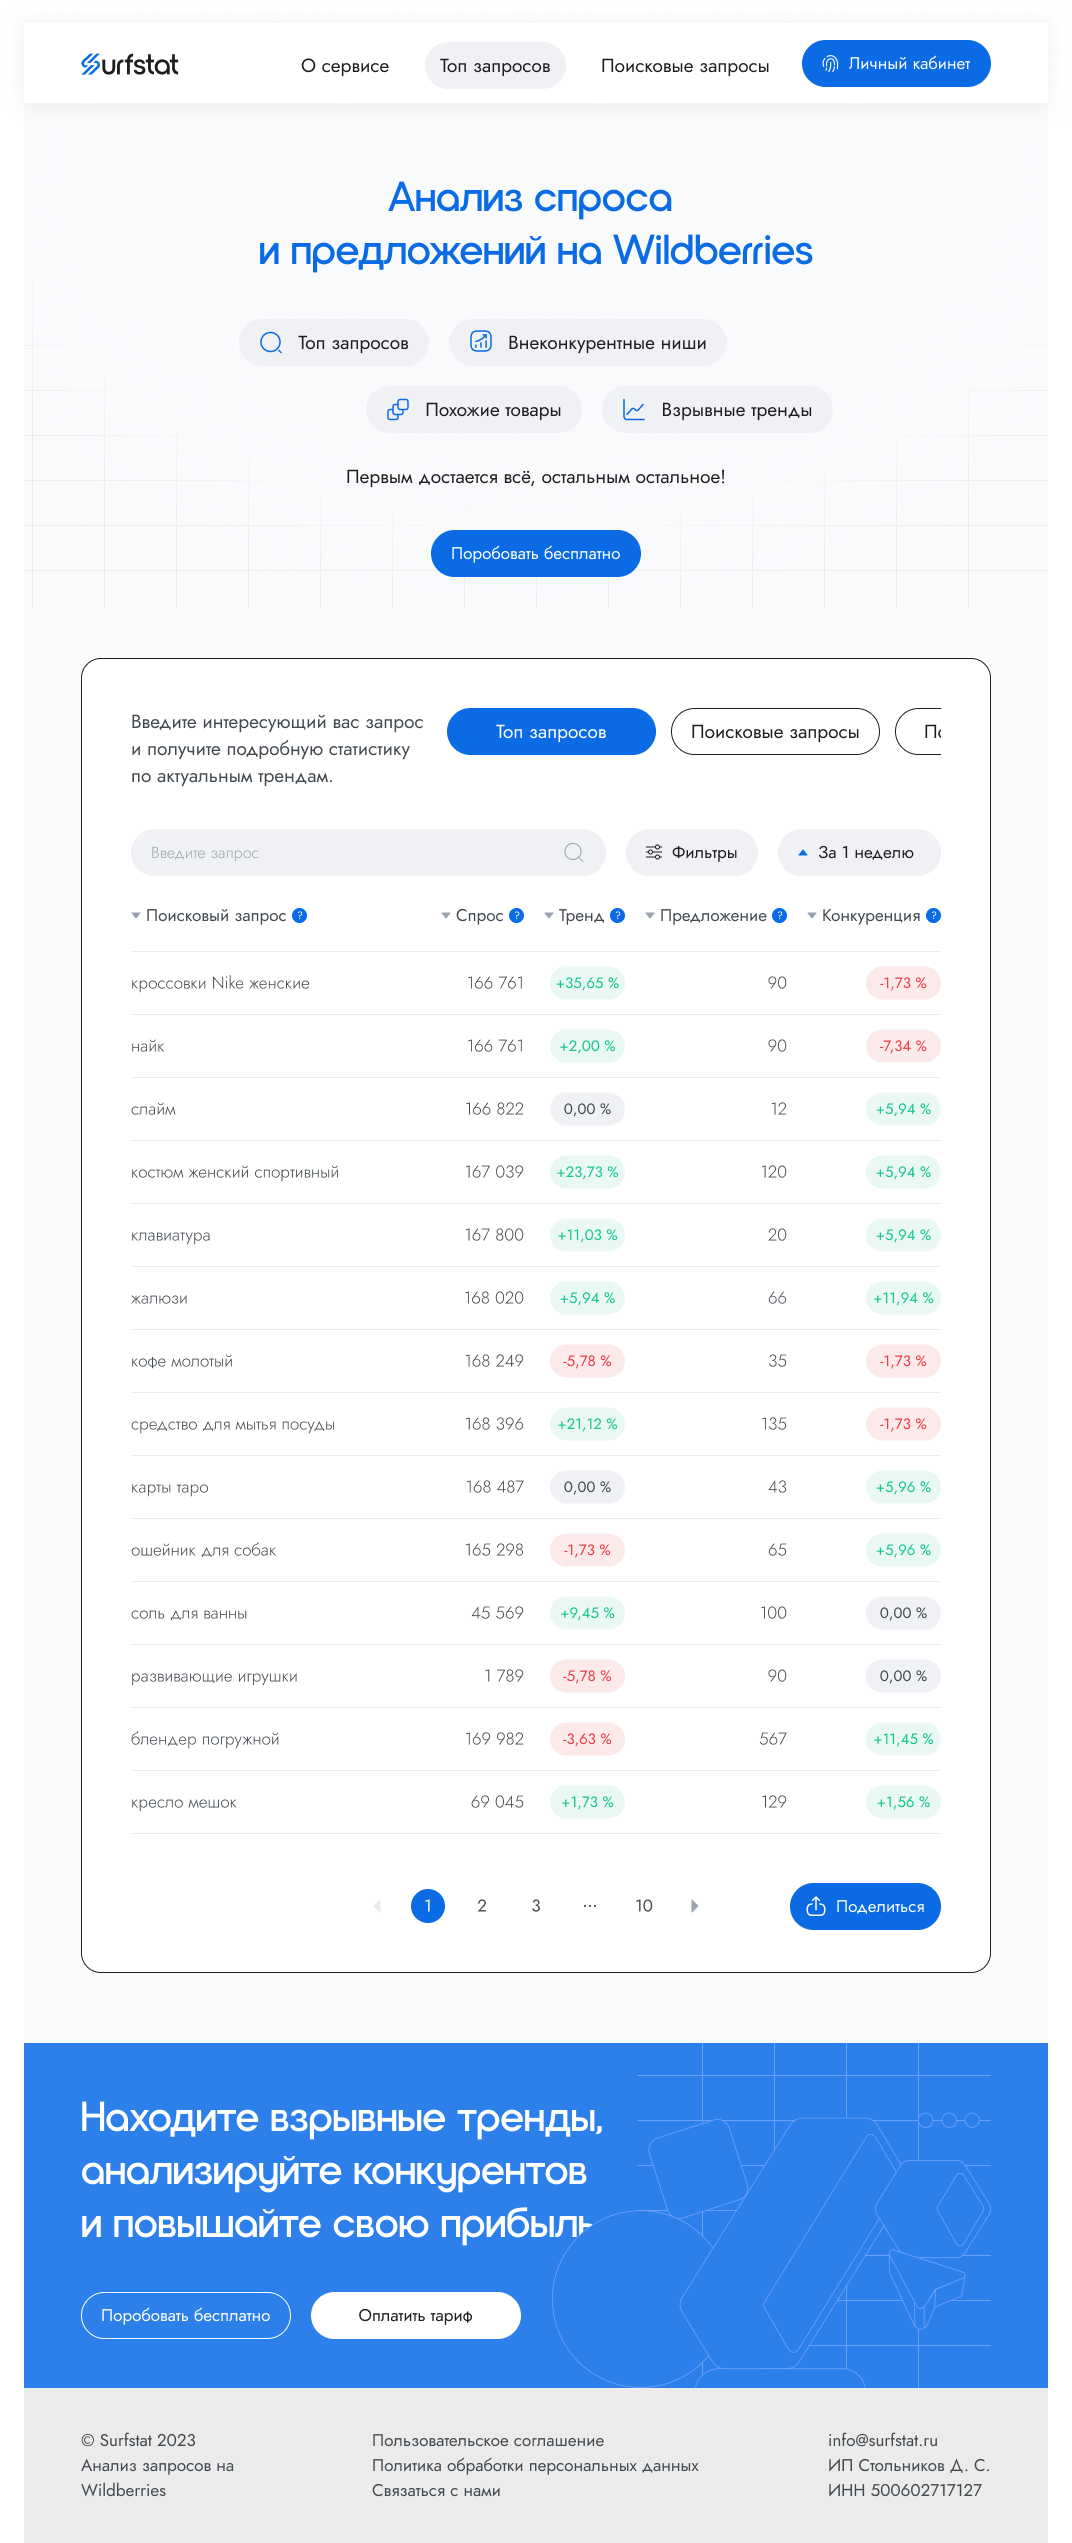 Surfstat
О сервисе
Топ запросов
Поисковые запросы
Личный кабинет
Анализ спроса
и предложений на Wildberries
Топ запросов
Внеконкурентные ниши
Похожие товары
Взрывные тренды
Первым достается всё, остальным остальное!
Поробовать бесплатно
Введите интересующий вас запрос
и получите подробную статистику
по актуальным трендам.
Топ запросов
Поисковые запросы
По
Введите запрос
Фильтры
За 1 неделю
Поисковый запрос ? Спрос ? Тренд ? Предложение ? Конкуренция ?
кроссовки Nike женские 166 761 +35,65 % 90 -1,73 %
найк 166 761 +2,00 % 90 -7,34 %
слайм 166 822 0,00 % 12 +5,94 %
костюм женский спортивный 167 039 +23,73 % 120 +5,94 %
клавиатура 167 800 +11,03 % 20 +5,94 %
жалюзи 168 020 +5,94 % 66 +11,94 %
кофе молотый 168 249 -5,78 % 35 -1,73 %
средство для мытья посуды 168 396 +21,12 % 135 -1,73 %
карты таро 168 487 0,00 % 43 +5,96 %
ошейник для собак 165 298 -1,73 % 65 +5,96 %
соль для ванны 45 569 +9,45 % 100 0,00 %
развивающие игрушки 1 789 -5,78 % 90 0,00 %
блендер погружной 169 982 -3,63 % 567 +11,45 %
кресло мешок 69 045 +1,73 % 129 +1,56 %
1 2 3 ... 10
Поделиться
Находите взрывные тренды,
анализируйте конкурентов
и повышайте свою прибыль
Поробовать бесплатно
Оплатить тариф
© Surfstat 2023
Анализ запросов на
Wildberries
Пользовательское соглашение
Политика обработки персональных данных
Связаться с нами
info@surfstat.ru
ИП Стольников Д. С.
ИНН 500602717127